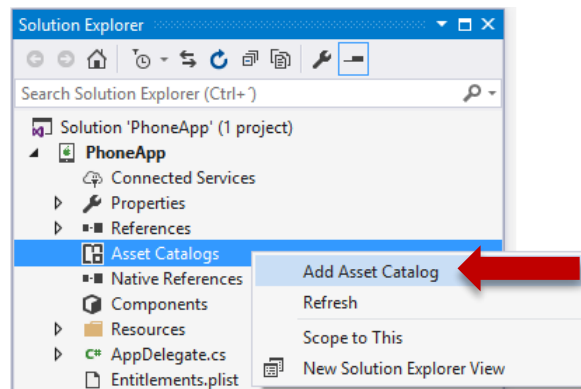 Solution Explorer
Search Solution Explorer (Ctrl+´)
Solution 'PhoneApp' (1 project)
PhoneApp
Connected Services
Properties
References
Asset Catalogs
Add Asset Catalog
Native References
Refresh
Components
Resources
Scope to This
C# AppDelegate.cs
New Solution Explorer View
Entitlements.plist